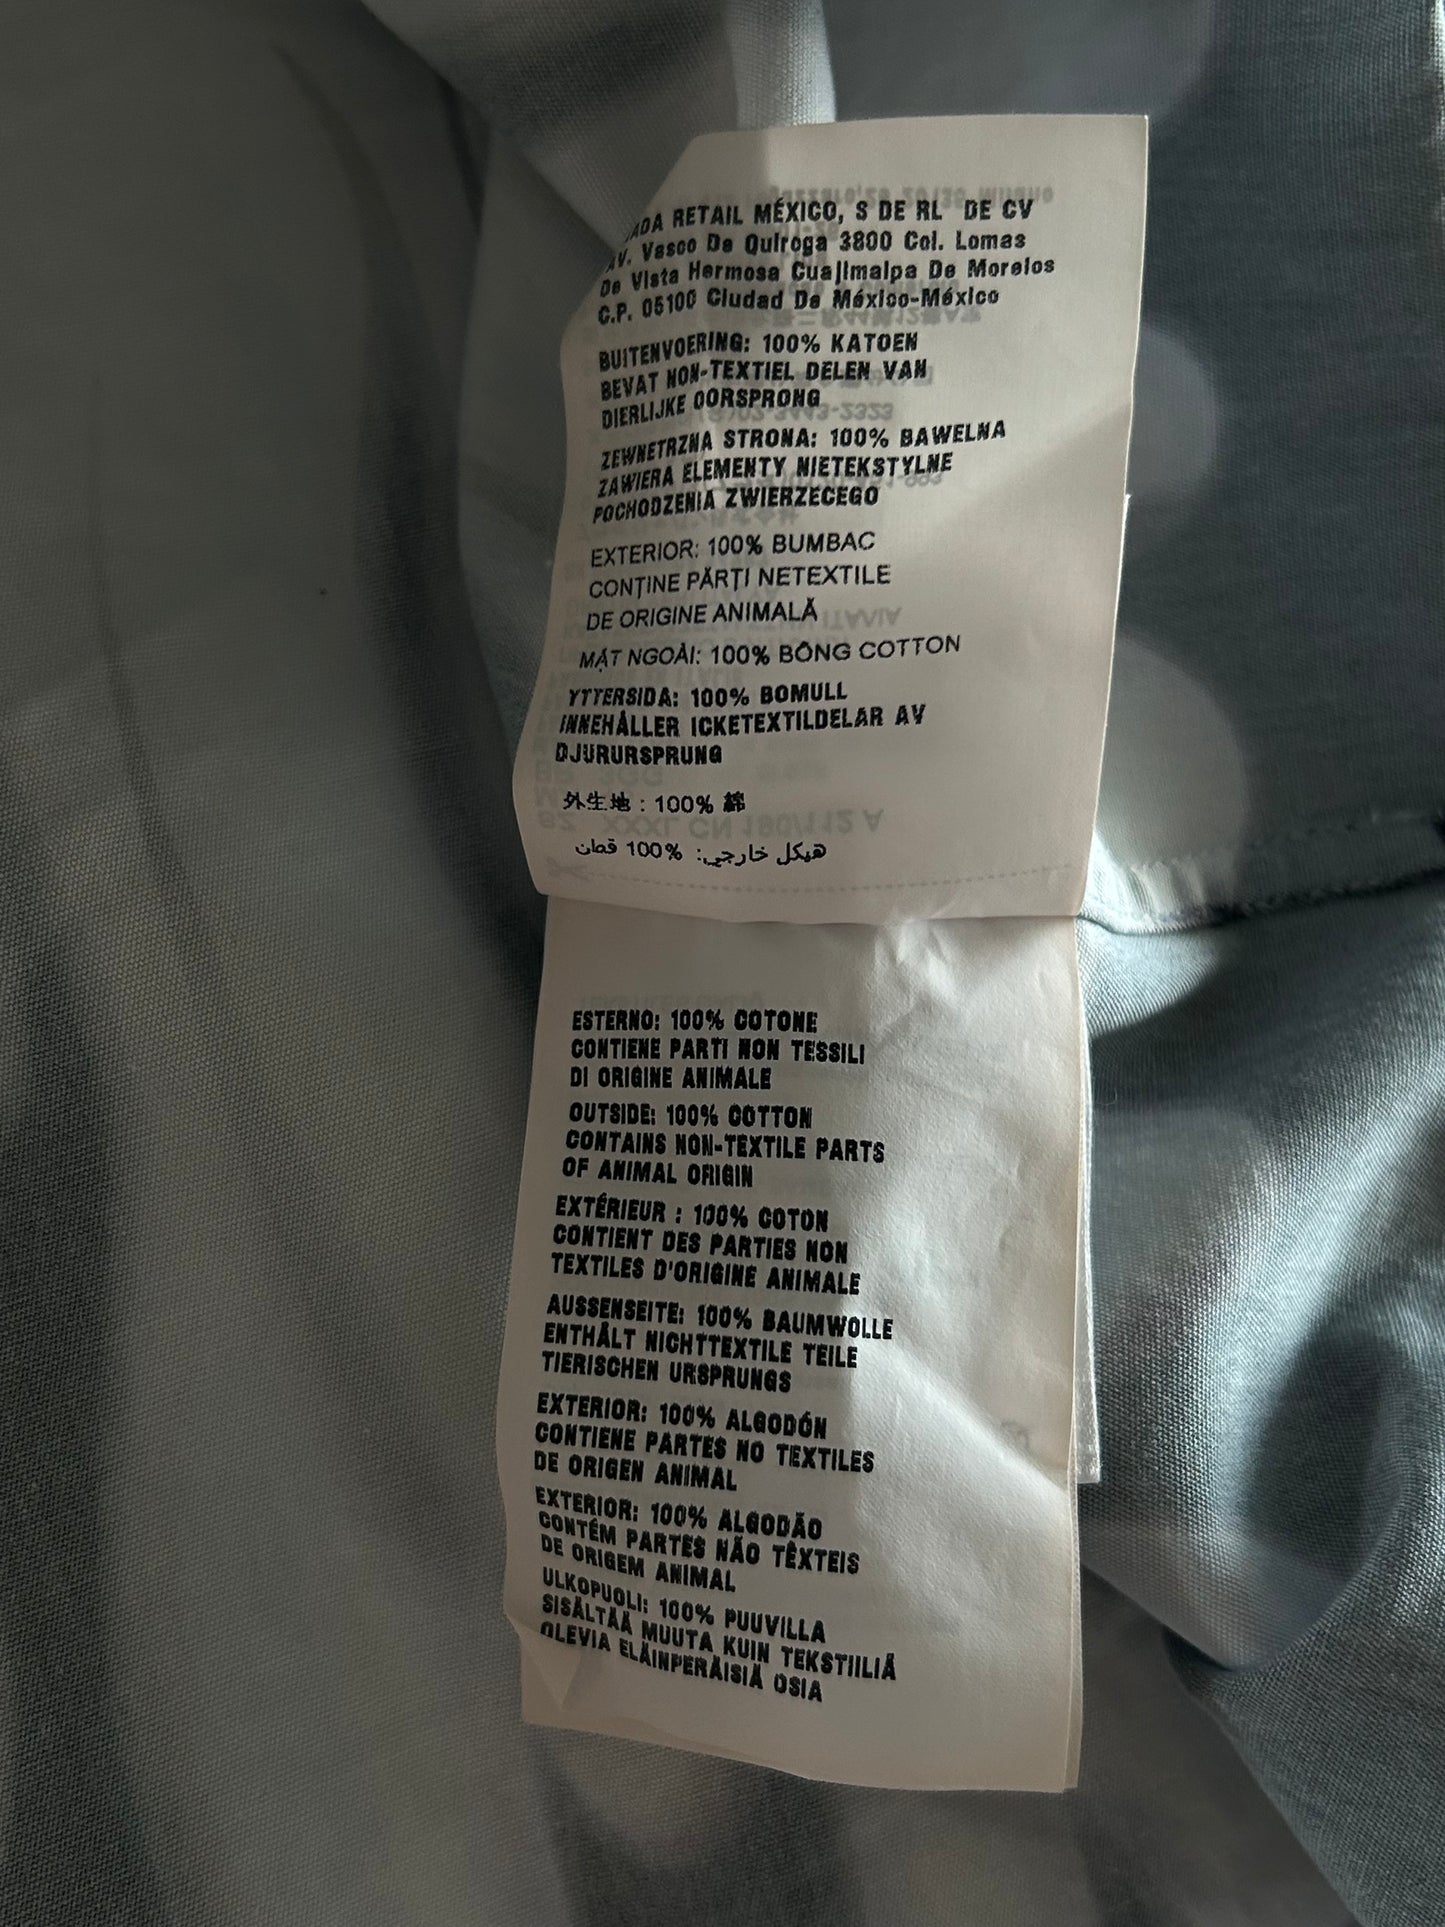 RETAIL MÉXICO, S DE RL DE CV
AV. Vasco De Quiroga 3800 Col. Lomas
De Vista Hermosa Cuajimalpa De Morelos
C.P. 05100 Ciudad De México-México
BUITENVOERING: 100% KATOEN
BEVAT NON-TEXTIEL DELEN VAN
DIERLIJKE OORSPRONG
ZEWNETRZNA STRONA: 100% BAWELNA
ZAWIERA ELEMENTY NIETEKSTYLNE
POCHODZENIA ZWIERZECEGO
EXTERIOR: 100% BUMBAC
CONȚINE PĂRȚI NETEXTILE
DE ORIGINE ANIMALĂ
MẶT NGOÀI: 100% BÔNG COTTON
YTTERSIDA: 100% BOMULL
INNEHÅLLER ICKETEXTILDELAR AV
DJURURSPRUNG
外生地 : 100% 綿
هيكل خارجي: 100% قطن
ESTERNO: 100% COTONE
CONTIENE PARTI NON TESSILI
DI ORIGINE ANIMALE
OUTSIDE: 100% COTTON
CONTAINS NON-TEXTILE PARTS
OF ANIMAL ORIGIN
EXTÉRIEUR : 100% COTON
CONTIENT DES PARTIES NON
TEXTILES D'ORIGINE ANIMALE
AUSSENSEITE: 100% BAUMWOLLE
ENTHÄLT NICHTTEXTILE TEILE
TIERISCHEN URSPRUNGS
EXTERIOR: 100% ALGODÓN
CONTIENE PARTES NO TEXTILES
DE ORIGEN ANIMAL
EXTERIOR: 100% ALGODÃO
CONTÉM PARTES NÃO TÊXTEIS
DE ORIGEM ANIMAL
ULKOPUOLI: 100% PUUVILLA
SISÄLTÄÄ MUUTA KUIN TEKSTIILIÄ
OLEVIA ELÄINPERÄISIÄ OSIA